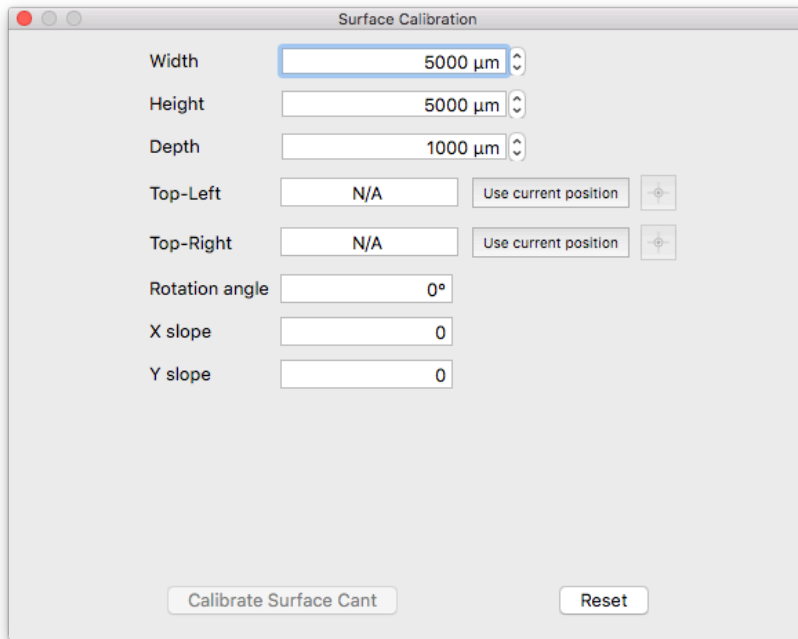 Surface Calibration
Width 5000 µm
Height 5000 µm
Depth 1000 µm
Top-Left N/A Use current position
Top-Right N/A Use current position
Rotation angle 0°
X slope 0
Y slope 0
Calibrate Surface Cant Reset